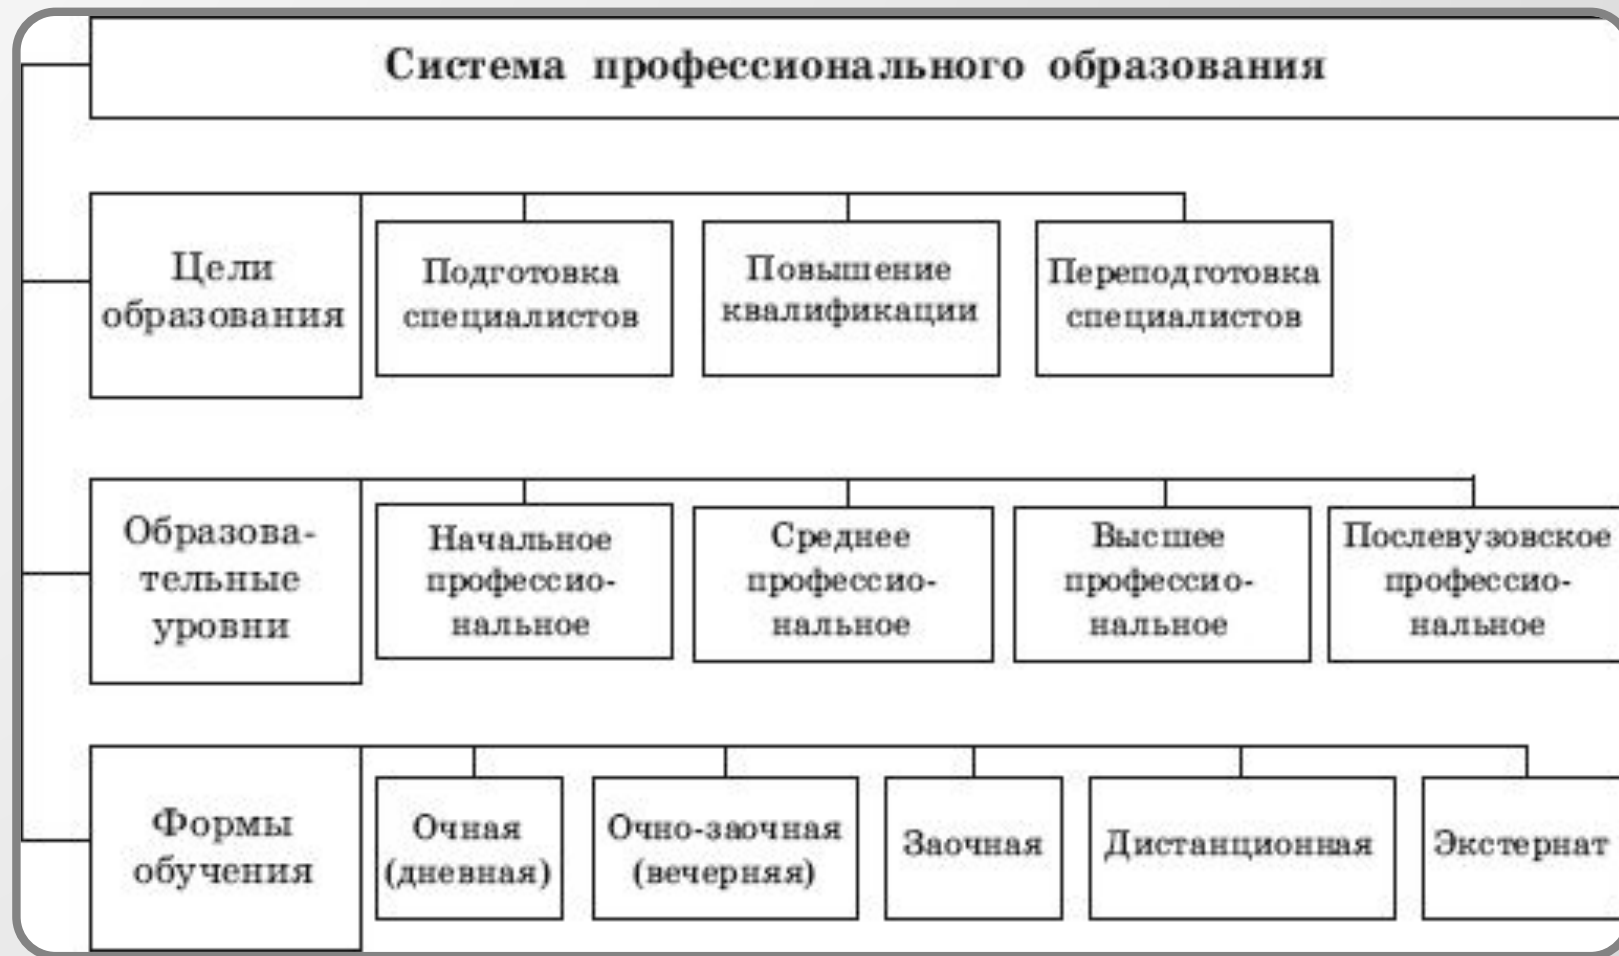 Система профессионального образования
Цели
образования
Подготовка
специалистов
Повышение
квалификации
Переподготовка
специалистов
Образова-
тельные
уровни
Начальное
профессио-
нальное
Среднее
профессио-
нальное
Высшее
профессио-
нальное
Послевузовское
профессио-
нальное
Формы
обучения
Очная
(дневная)
Очно-заочная
(вечерняя)
Заочная
Дистанционная
Экстернат